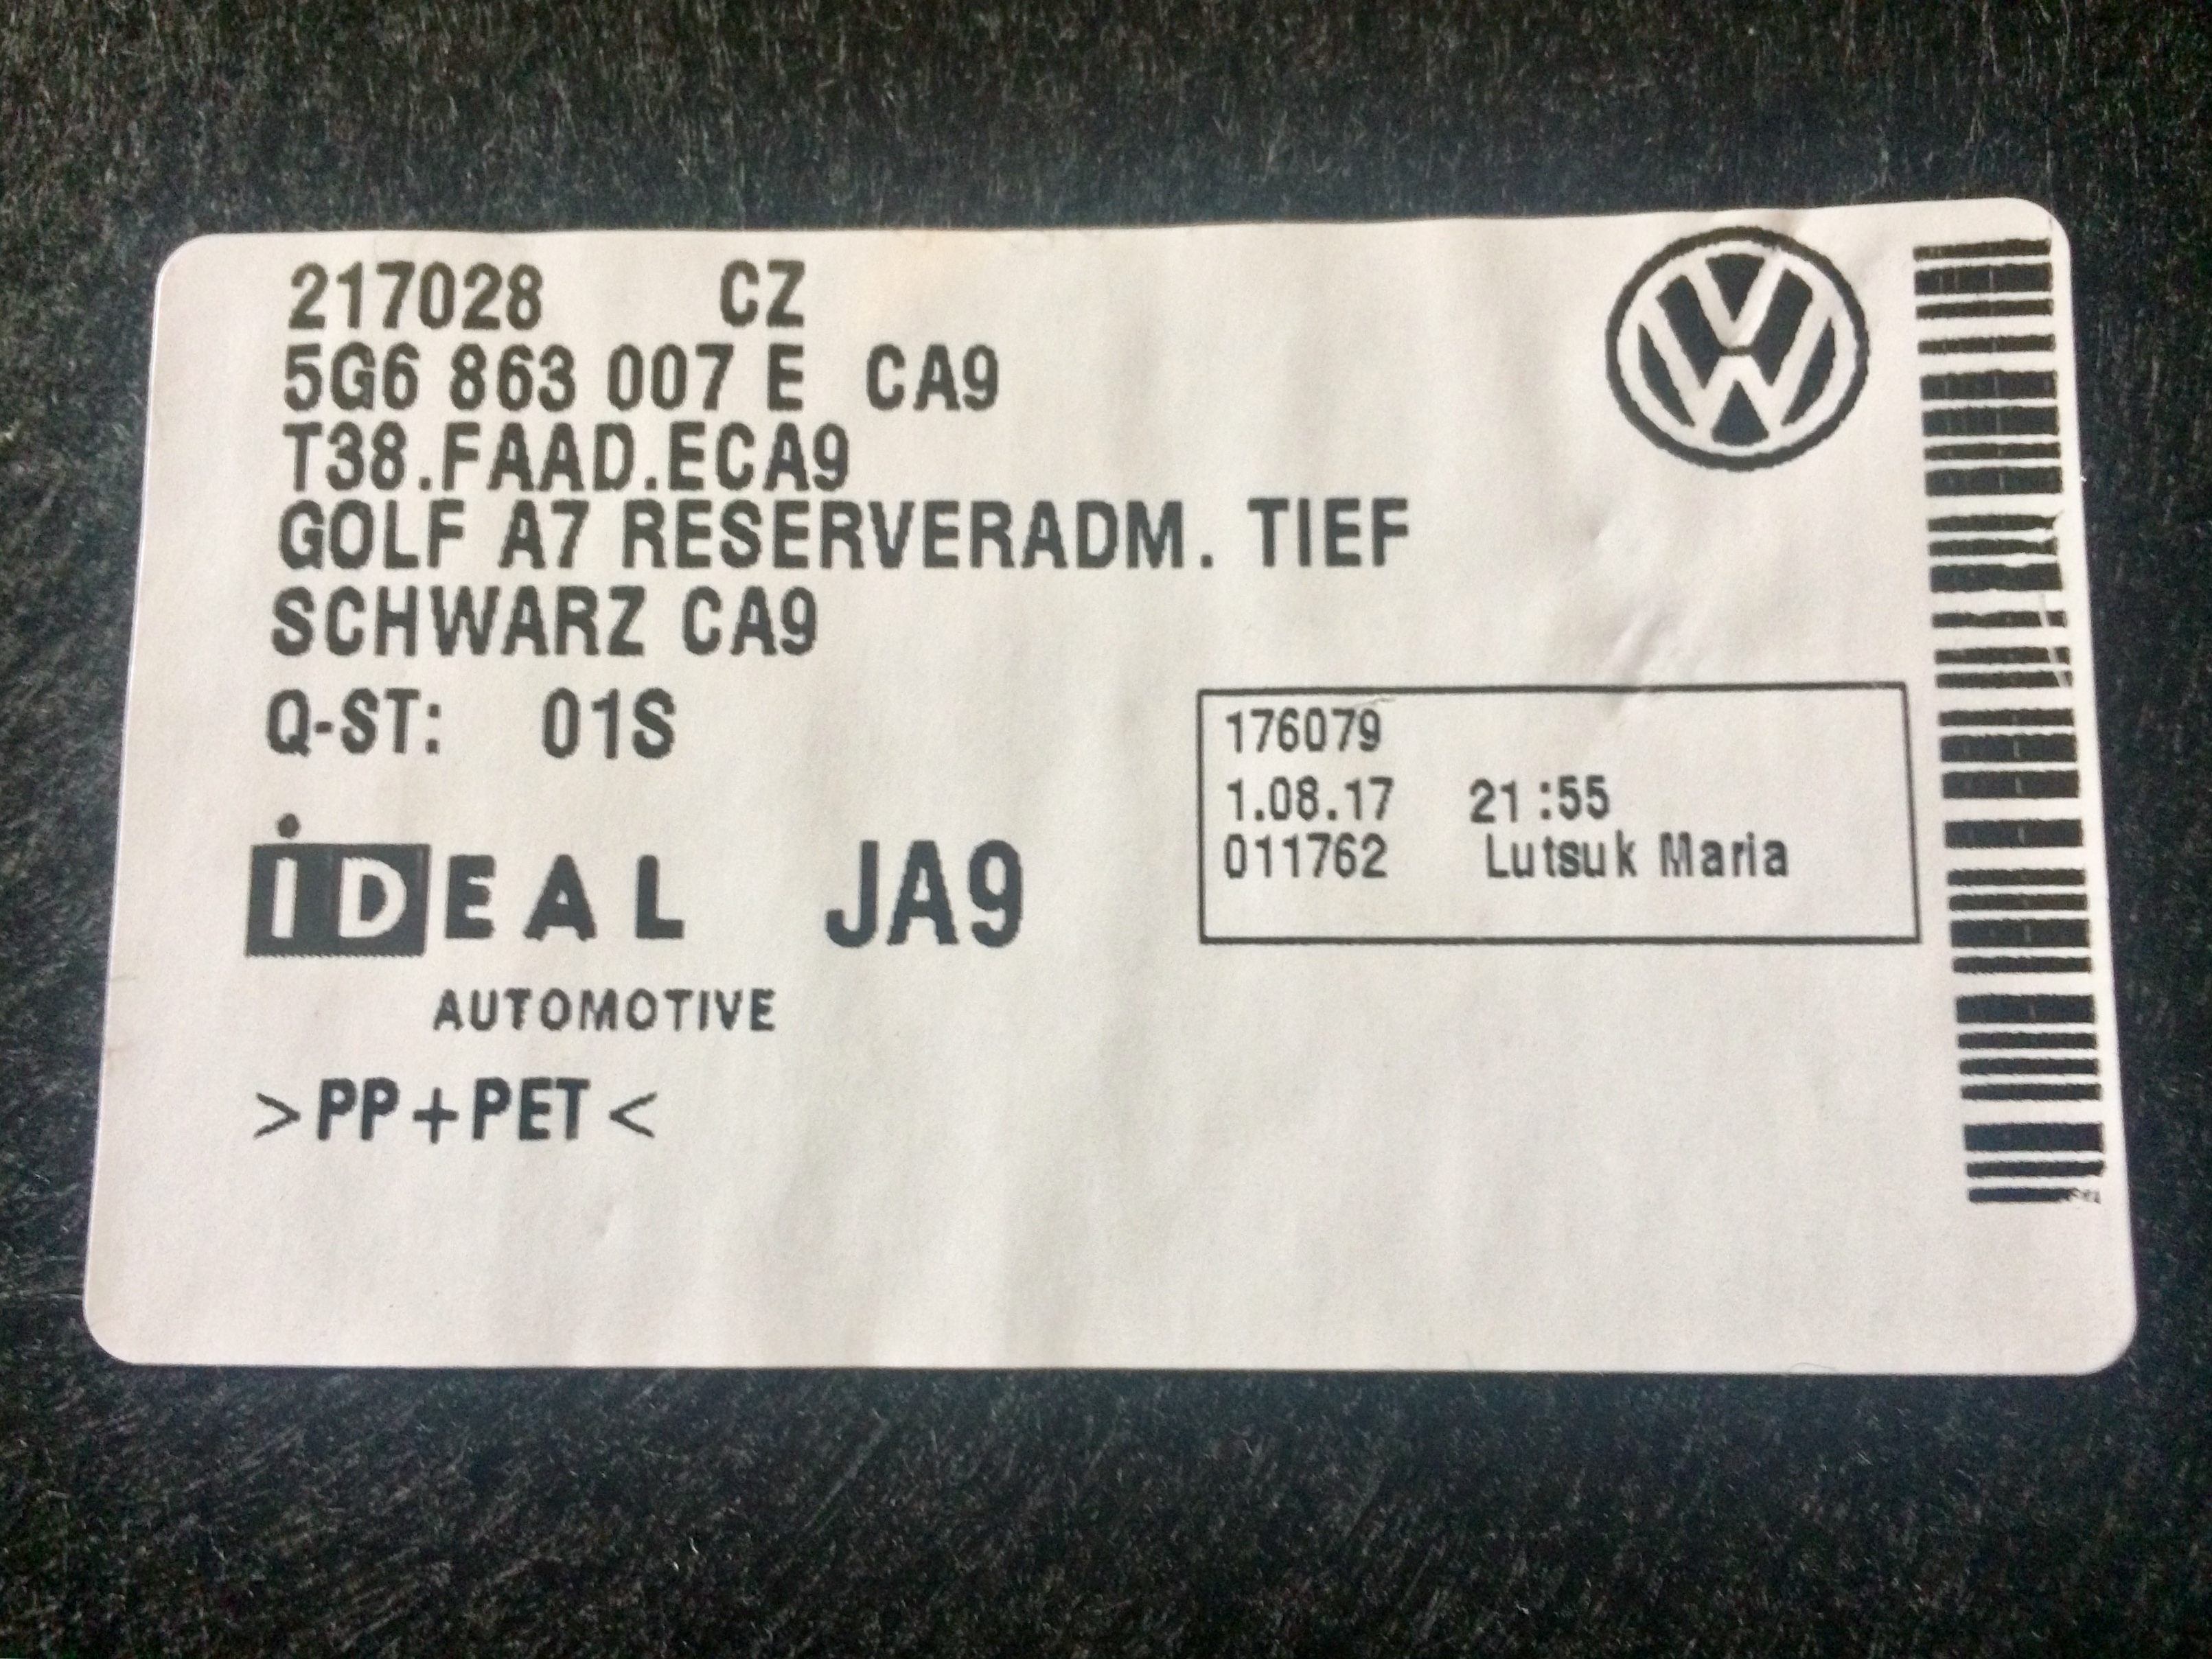 217028 CZ
5G6 863 007 E CA9
T38.FAAD.ECA9
GOLF A7 RESERVERADM. TIEF
SCHWARZ CA9
Q-ST: 01S
176079
1.08.17 21:55
011762 Lutsuk Maria
iDEAL JA9
AUTOMOTIVE
>PP+PET<
VW